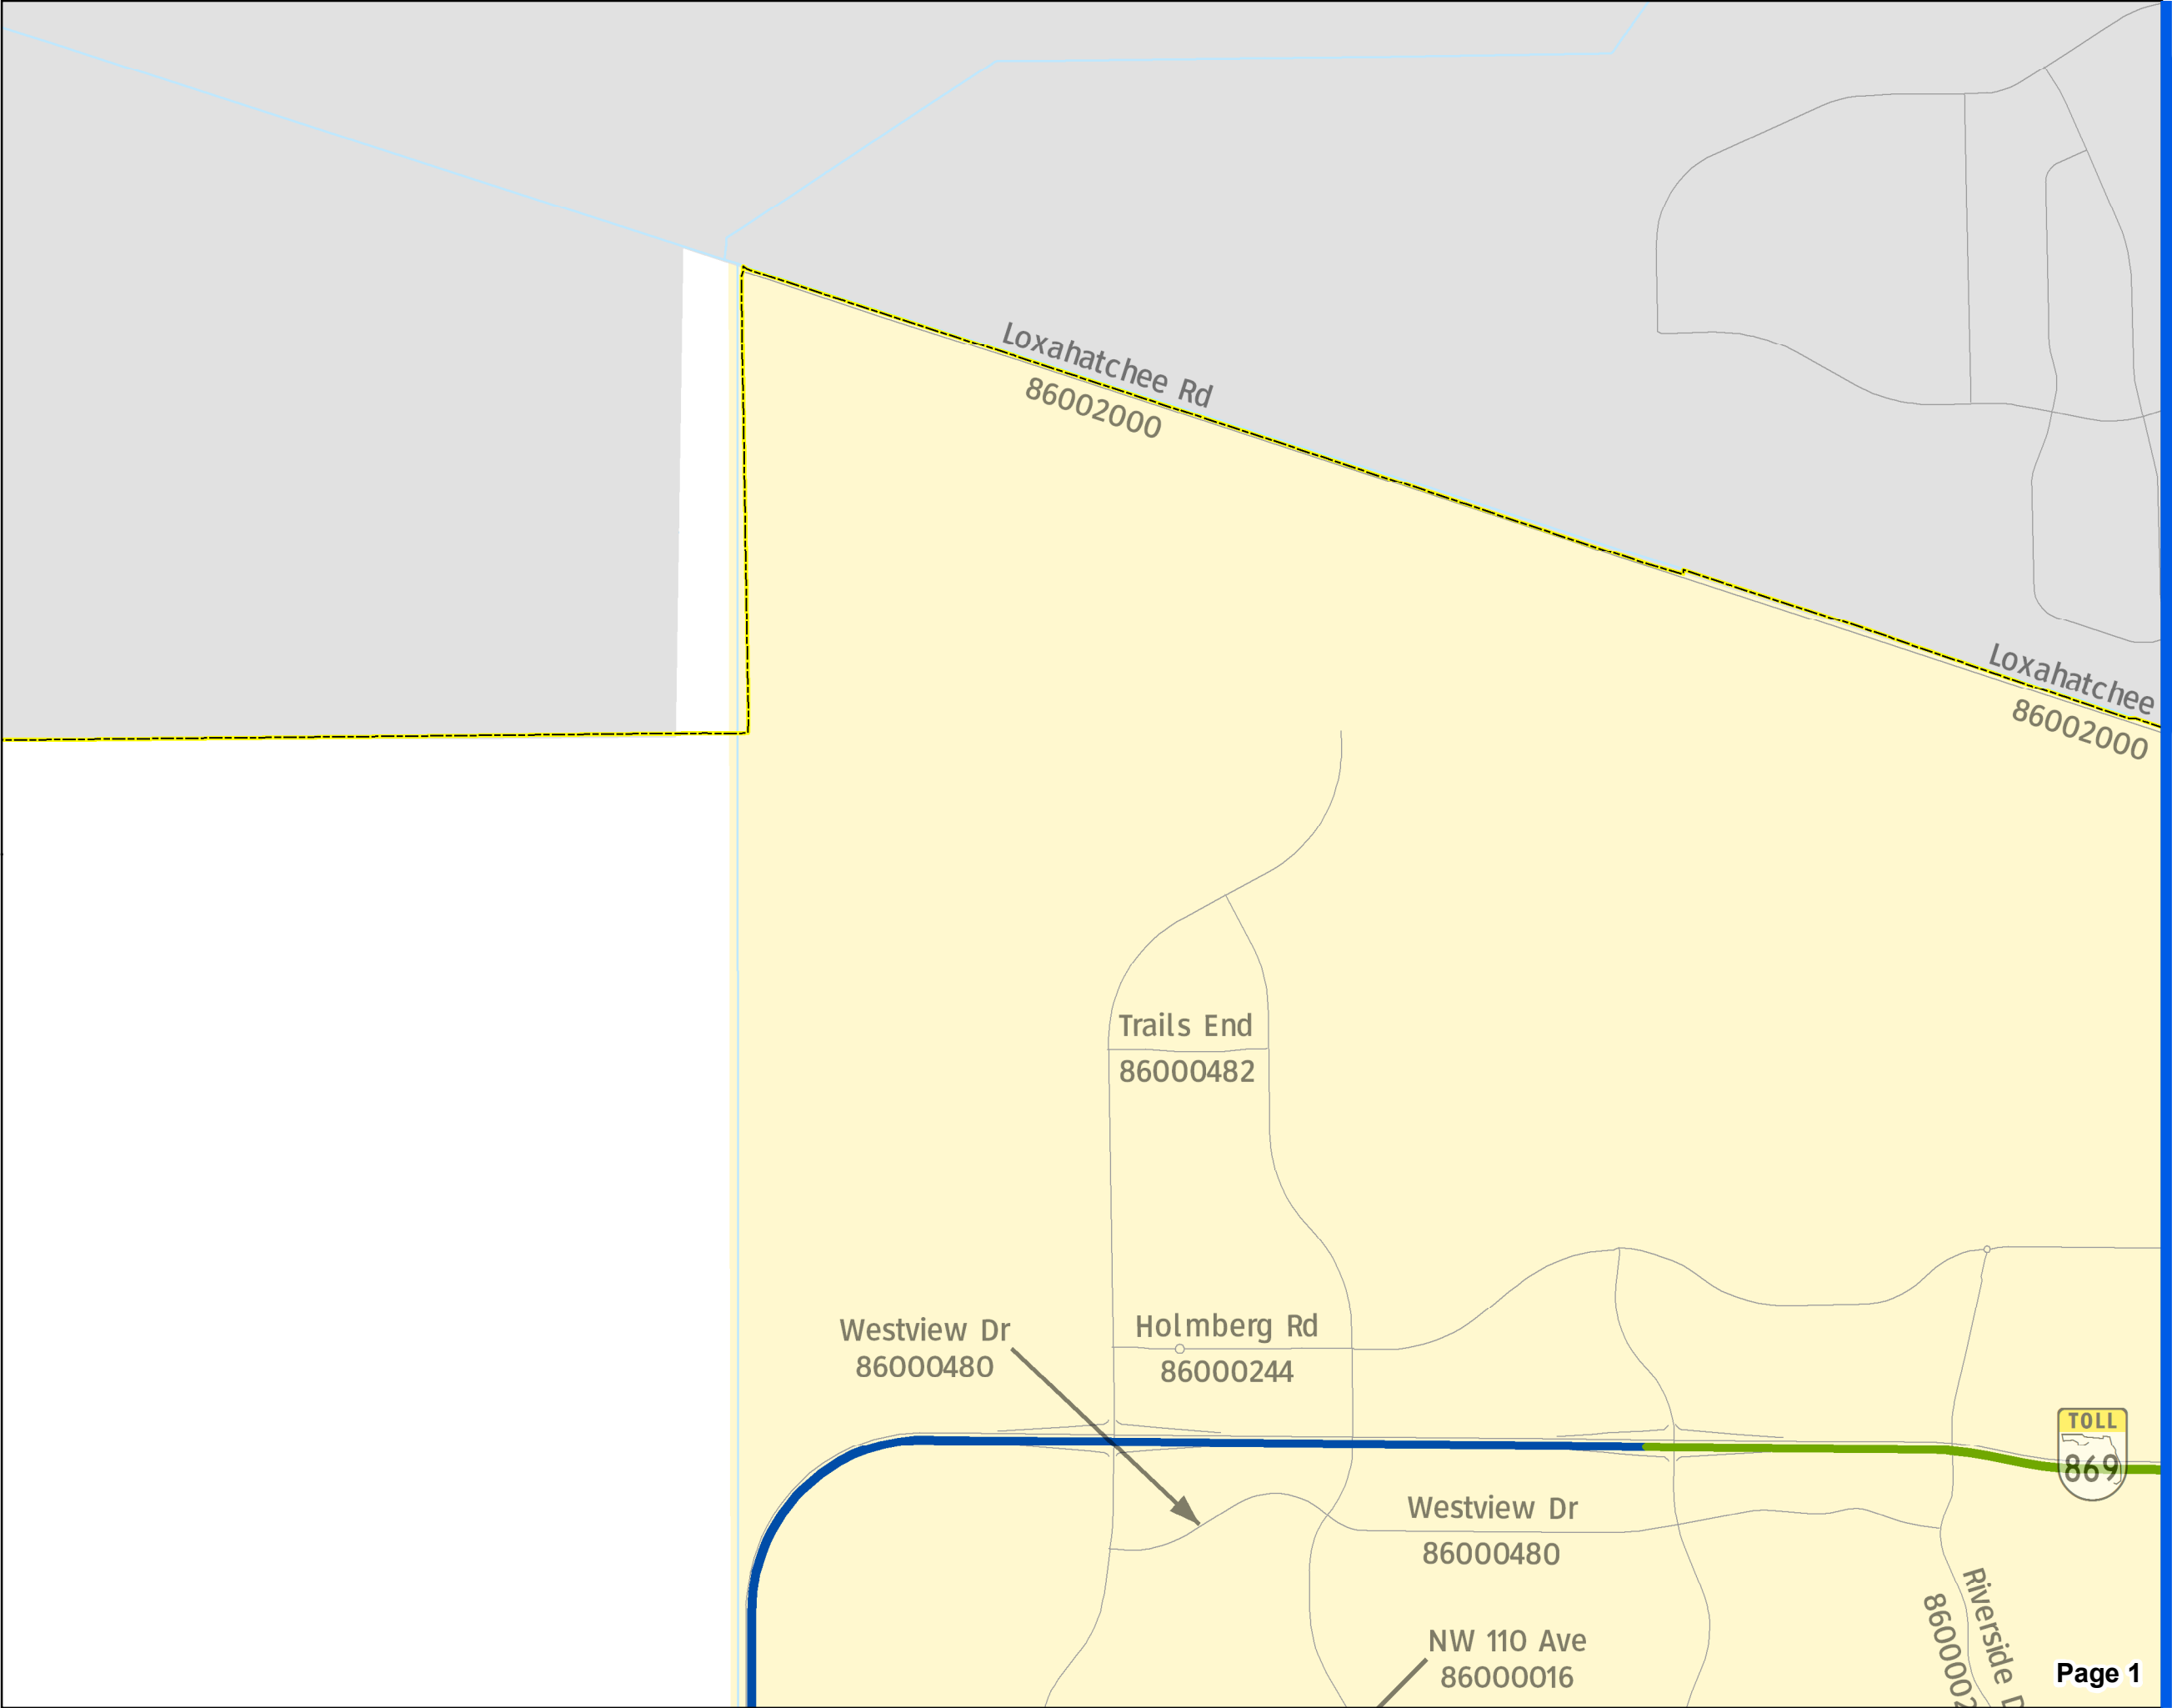 Loxahatchee Rd
86002000
Loxahatchee
86002000
Trails End
86000482
Westview Dr
86000480
Holmberg Rd
86000244
TOLL
869
Westview Dr
86000480
Riverside D
8600002
NW 110 Ave
86000016
Page 1